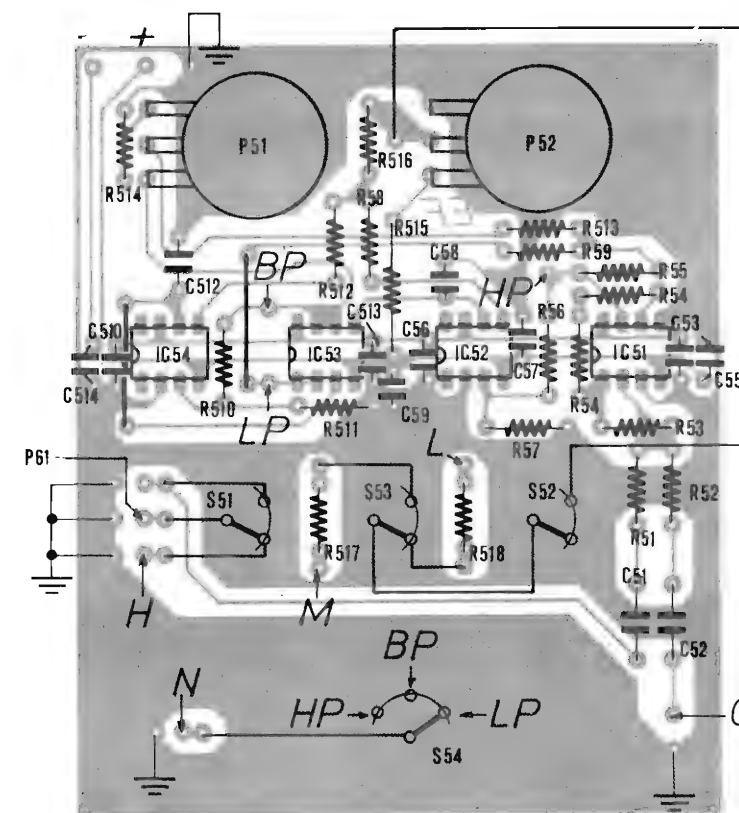 - +
P51
P52
R514
R516
R58
R515
R513
R59
C58
R55
BP
HP
C512
R512
C513
R56
R54
C510
C56
C53
IC54
IC53
IC52
IC51
C514
C57
C55
R510
R54
C59
LP
R511
R57
R53
P61
L
S51
S53
S52
R52
R517
R518
R51
C51
H
M
C52
BP
N
HP
LP
S54